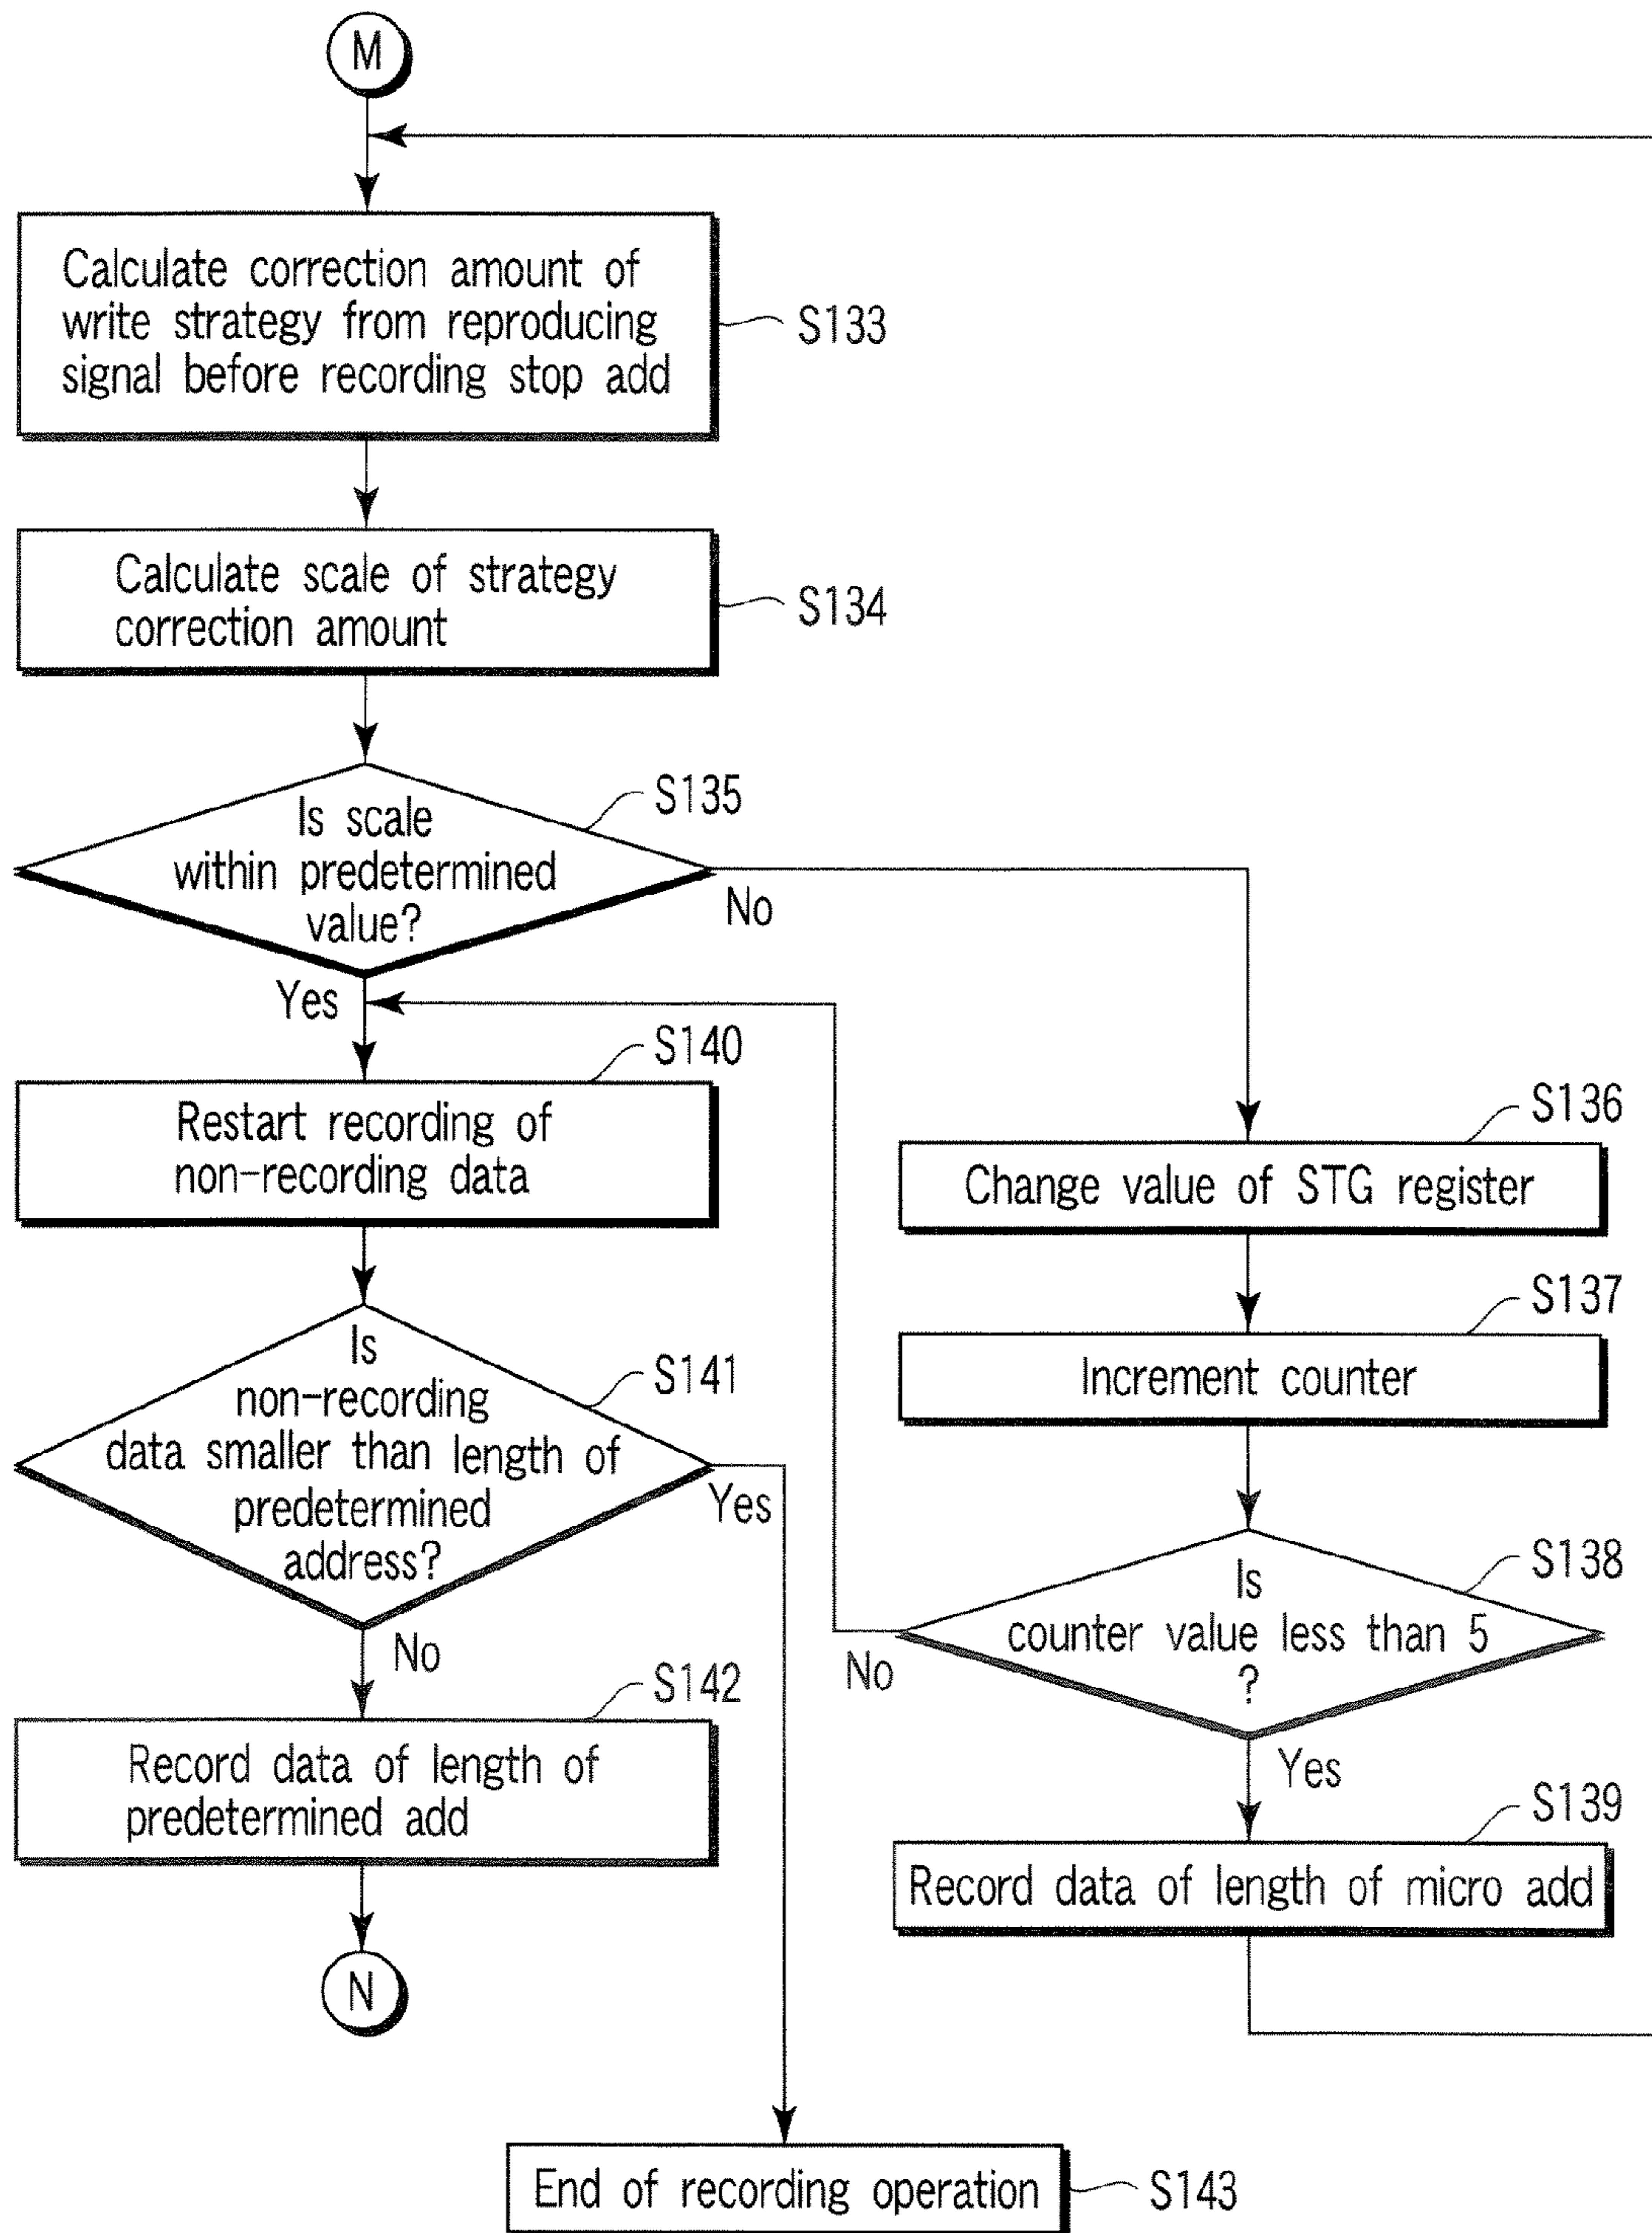 M
Calculate correction amount of
write strategy from reproducing
signal before recording stop add
S133
Calculate scale of strategy
correction amount
S134
Is scale
within predetermined
value?
S135
No
Yes
S140
Restart recording of
non-recording data
S136
Change value of STG register
S137
Increment counter
Is
non-recording
data smaller than length of
predetermined
address?
S141
Yes
No
S138
Is
counter value less than 5
?
No
Yes
S142
Record data of length of
predetermined add
S139
Record data of length of micro add
N
End of recording operation
S143